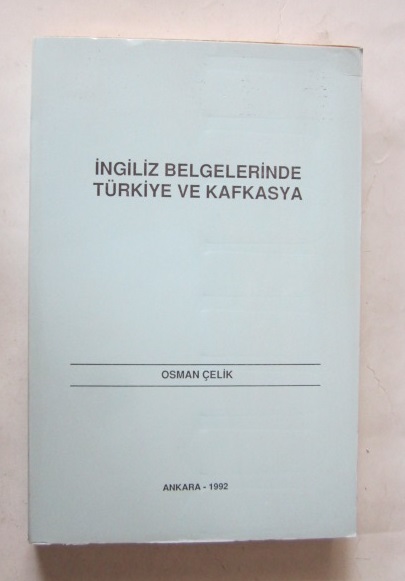 İNGİLİZ BELGELERİNDE
TÜRKİYE VE KAFKASYA
OSMAN ÇELİK
ANKARA - 1992